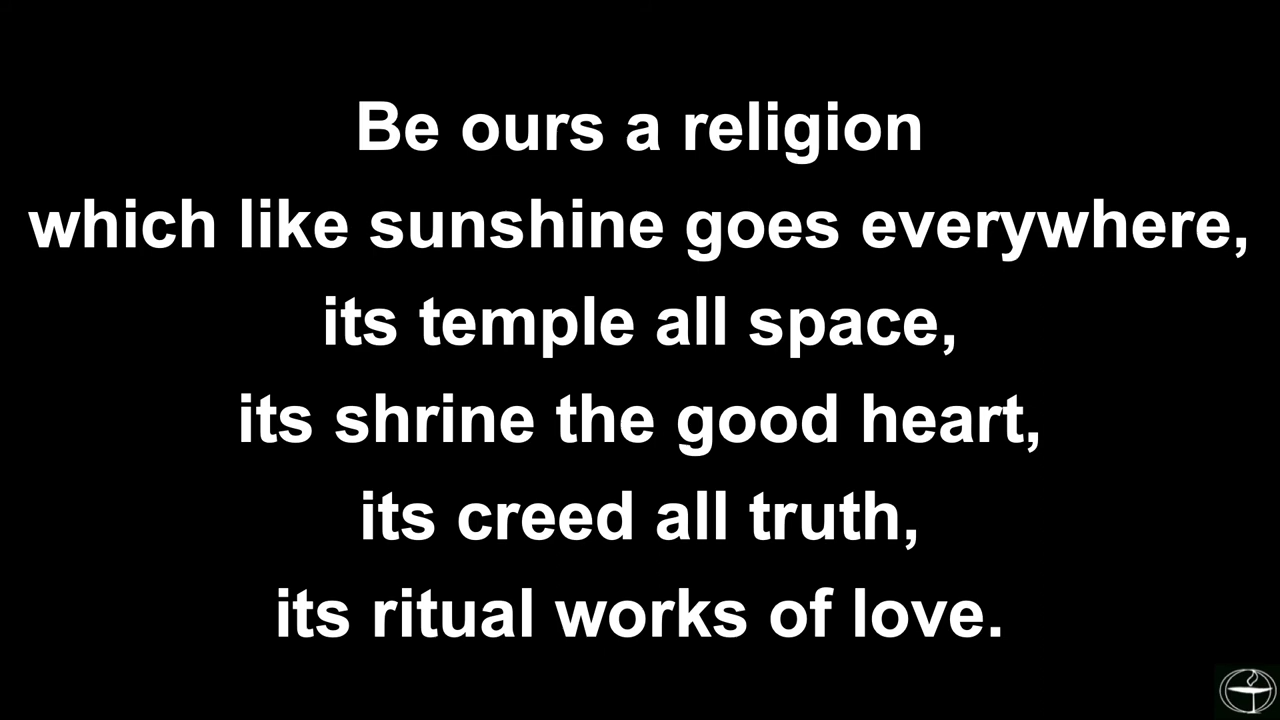 Be ours a religion
which like sunshine goes everywhere,
its temple all space,
its shrine the good heart,
its creed all truth,
its ritual works of love.